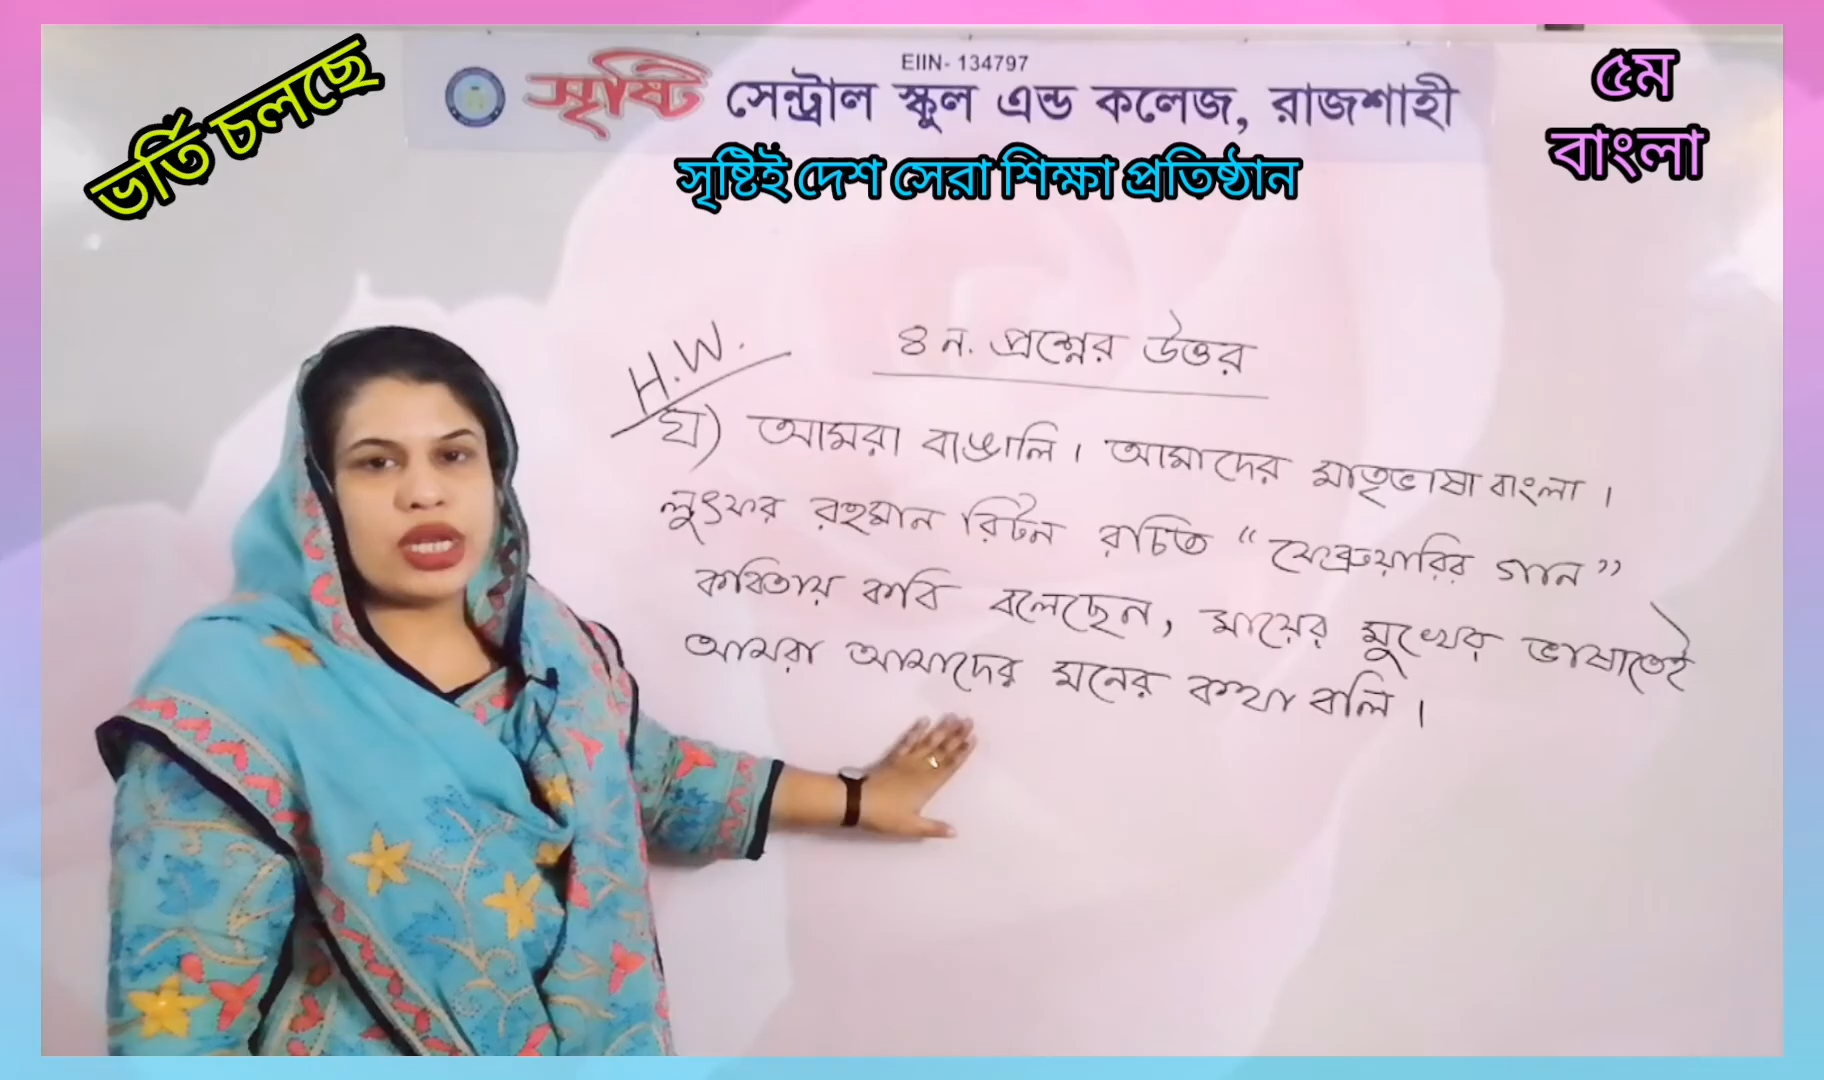 ভর্তি চলছে
EIIN- 134797
সৃষ্টি সেন্ট্রাল স্কুল এন্ড কলেজ, রাজশাহী
সৃষ্টিই দেশ সেরা শিক্ষা প্রতিষ্ঠান
৫ম
বাংলা
H.W.
৪ ন. প্রশ্নের উত্তর
ঘ) আমরা বাঙালি। আমাদের মাতৃভাষা বাংলা।
লুৎফর রহমান রিটন রচিত “ফেব্রুয়ারির গান”
কবিতায় কবি বলেছেন, মায়ের মুখের ভাষাতেই
আমরা আমাদের মনের কথা বলি।